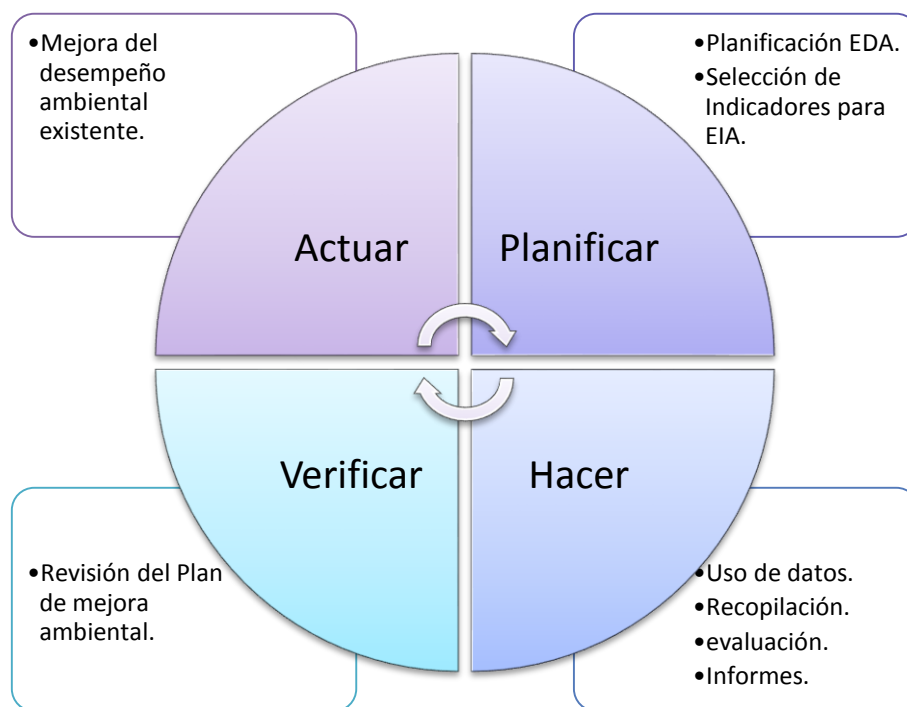 •Mejora del
desempeño
ambiental
existente.
•Planificación EDA.
•Selección de
Indicadores para
EIA.
Actuar
Planificar
Verificar
Hacer
•Revisión del Plan
de mejora
ambiental.
•Uso de datos.
•Recopilación.
•evaluación.
•Informes.